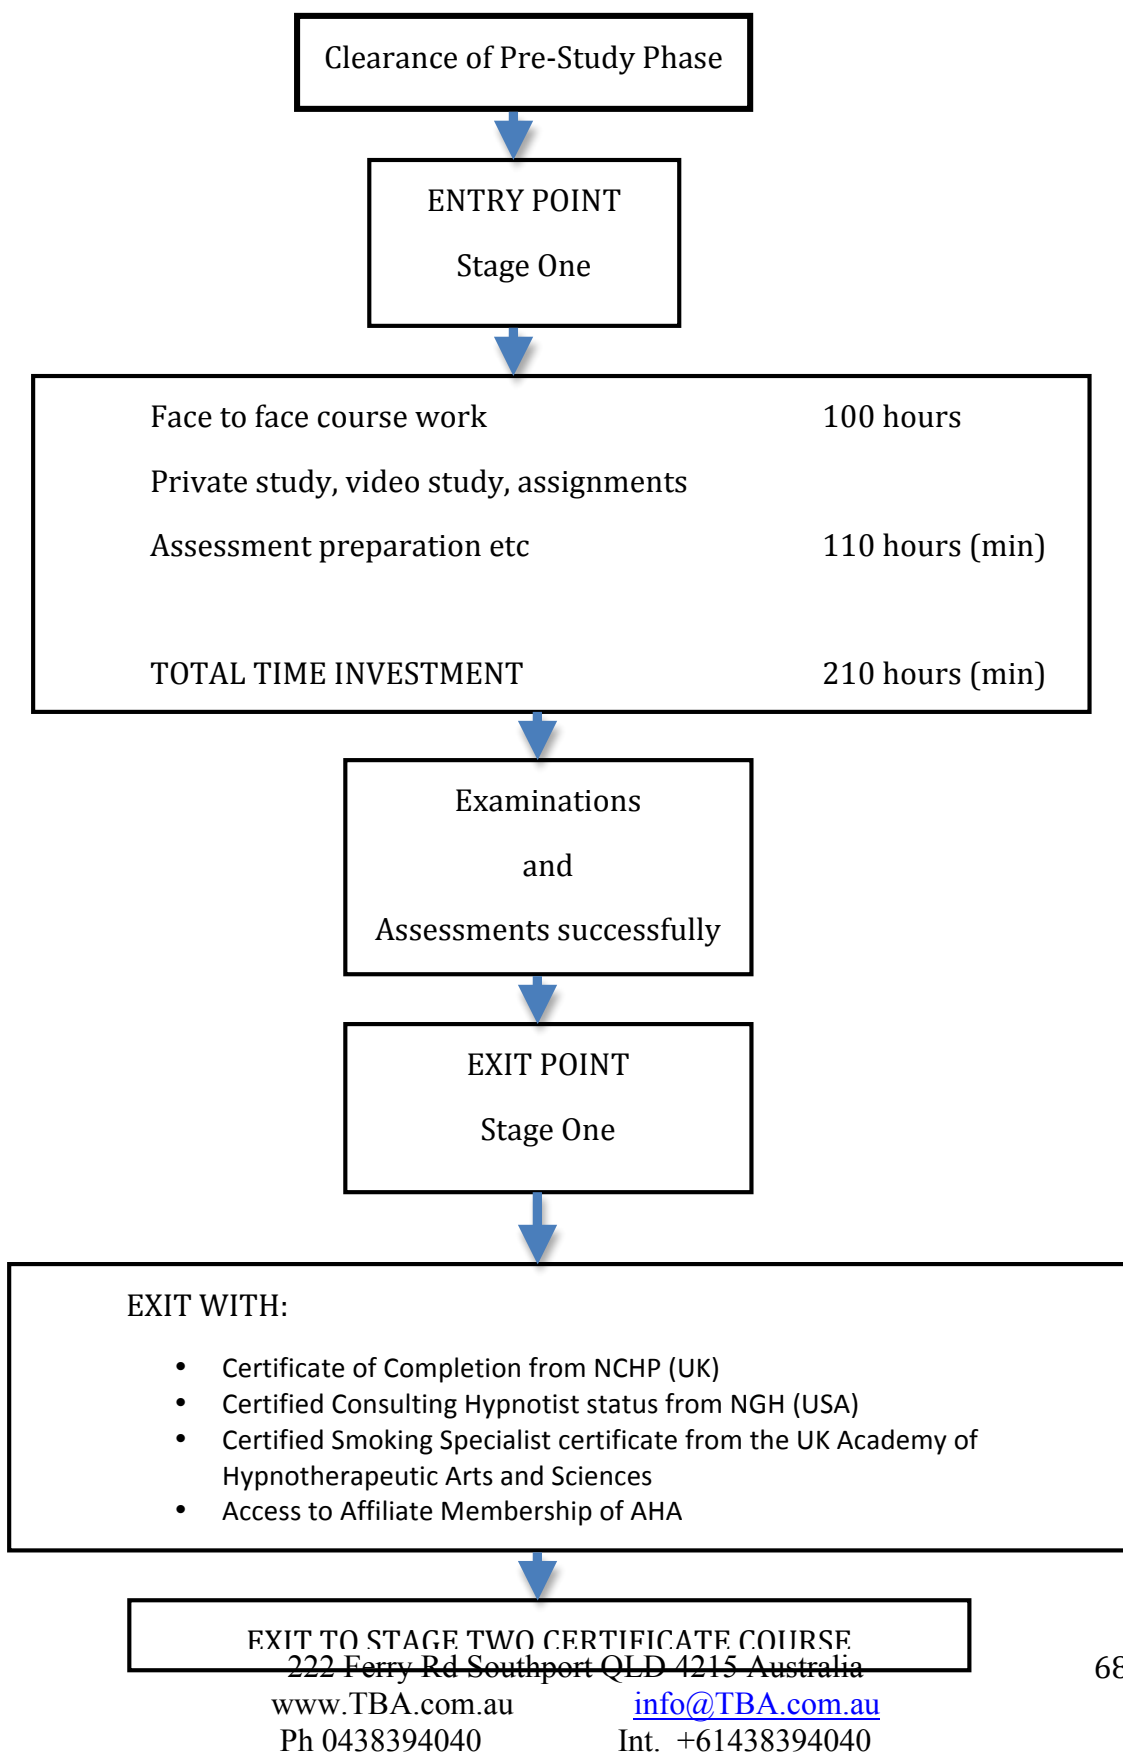 Clearance of Pre-Study Phase
ENTRY POINT
Stage One
Face to face course work 100 hours
Private study, video study, assignments
Assessment preparation etc 110 hours (min)
TOTAL TIME INVESTMENT 210 hours (min)
Examinations
and
Assessments successfully
EXIT POINT
Stage One
EXIT WITH:
• Certificate of Completion from NCHP (UK)
• Certified Consulting Hypnotist status from NGH (USA)
• Certified Smoking Specialist certificate from the UK Academy of
Hypnotherapeutic Arts and Sciences
• Access to Affiliate Membership of AHA
EXIT TO STAGE TWO CERTIFICATE COURSE
222 Ferry Rd Southport QLD 4215 Australia 68
www.TBA.com.au info@TBA.com.au
Ph 0438394040 Int. +61438394040